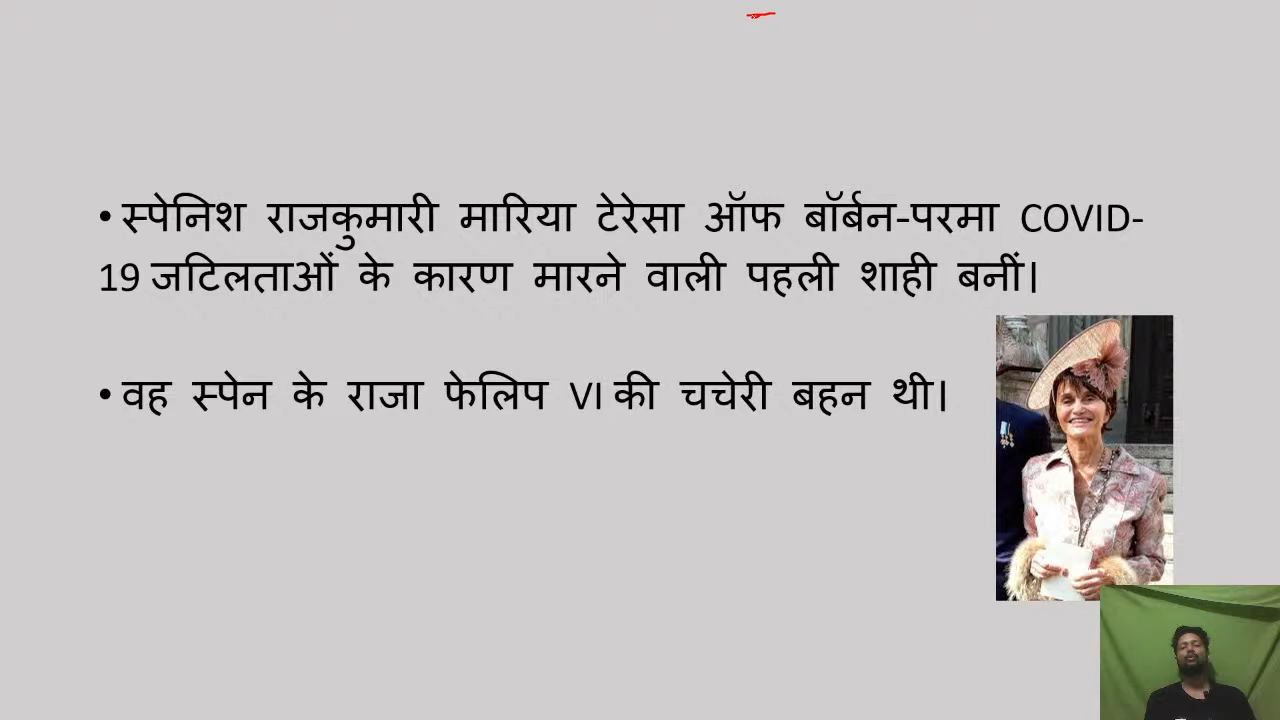 • स्पेनिश राजकुमारी मारिया टेरेसा ऑफ बॉर्बन-परमा COVID-
19 जटिलताओं के कारण मारने वाली पहली शाही बनीं।
• वह स्पेन के राजा फेलिप VI की चचेरी बहन थी।